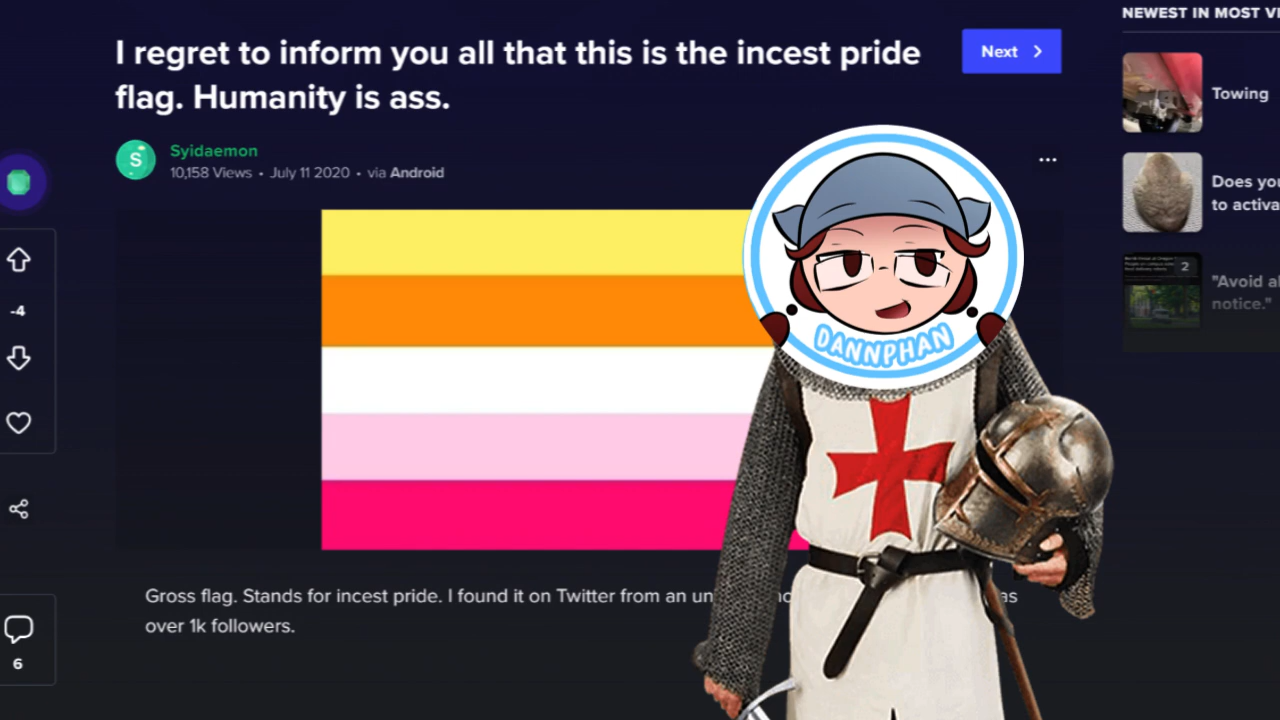 NEWEST IN MOST VI
I regret to inform you all that this is the incest pride
flag. Humanity is ass.
Next
S
Syidaemon
10,158 Views • July 11 2020 • via Android
Towing
Does you
to activa
2
"Avoid al
notice."
-4
DANNPHAN
Gross flag. Stands for incest pride. I found it on Twitter from an un
as
over 1k followers.
6